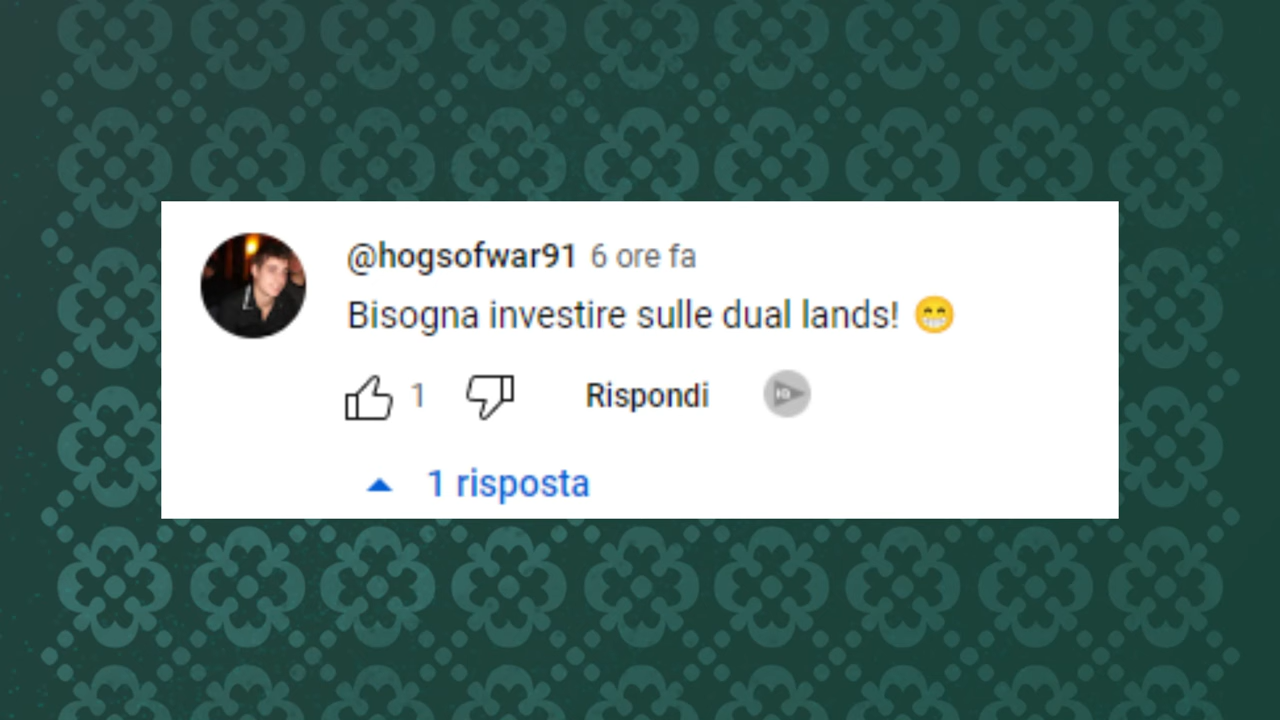 @hogsofwar91 6 ore fa
Bisogna investire sulle dual lands! 😁
1 Rispondi
1 risposta